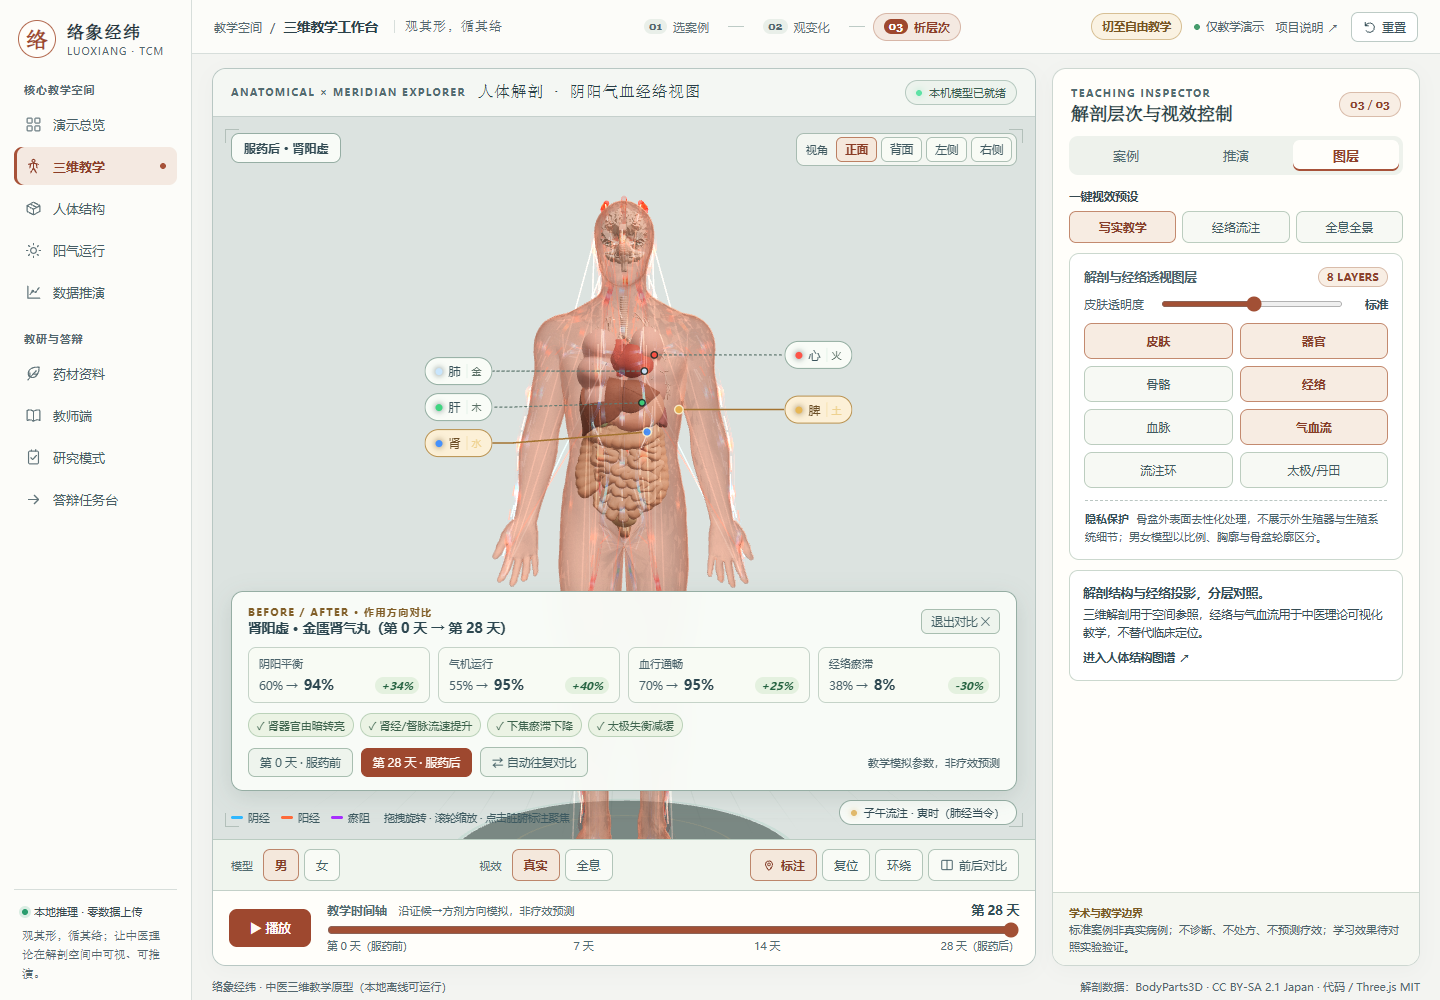 络
络象经纬
LUOXIANG · TCM
核心教学空间
演示总览
三维教学
人体结构
阳气运行
数据推演
教研与答辩
药材资料
教师端
研究模式
答辩任务台
本地推理 · 零数据上传
观其形，循其络；让中医理
论在解剖空间中可视、可推
演。
教学空间 / 三维教学工作台 观其形，循其络
01 选案例 — 02 观变化 — 03 析层次
切至自由教学 仅教学演示 项目说明 ↗ 重置
ANATOMICAL × MERIDIAN EXPLORER 人体解剖 · 阴阳气血经络视图 本机模型已就绪
服药后 • 肾阳虚
视角 正面 背面 左侧 右侧
心 火
肺 金
肝 木
脾 土
肾 水
BEFORE / AFTER • 作用方向对比
肾阳虚 • 金匮肾气丸（第 0 天 → 第 28 天）
退出对比 ×
阴阳平衡 气机运行 血行通畅 经络瘀滞
60% → 94% +34% 55% → 95% +40% 70% → 95% +25% 38% → 8% -30%
✓ 肾器官由暗转亮 ✓ 肾经/督脉流速提升 ✓ 下焦瘀滞下降 ✓ 太极失衡减缓
第 0 天 · 服药前 第 28 天 · 服药后 ⇄ 自动往复对比 教学模拟参数，非疗效预测
阴经 阳经 瘀阻 拖拽旋转 · 滚轮缩放 · 点击脏腑标注聚焦
子午流注 · 寅时（肺经当令）
模型 男 女 视效 真实 全息 标注 复位 环绕 前后对比
▶ 播放
教学时间轴 沿证候→方剂方向模拟，非疗效预测 第 28 天
第 0 天（服药前） 7 天 14 天 28 天（服药后）
TEACHING INSPECTOR
解剖层次与视效控制
03 / 03
案例 推演 图层
一键视效预设
写实教学 经络流注 全息全景
解剖与经络透视图层 8 LAYERS
皮肤透明度 标准
皮肤 器官
骨骼 经络
血脉 气血流
流注环 太极/丹田
隐私保护 骨盆外表面去性化处理，不展示外生殖器与生殖系
统细节；男女模型以比例、胸廓与骨盆轮廓区分。
解剖结构与经络投影，分层对照。
三维解剖用于空间参照，经络与气血流用于中医理论可视化
教学，不替代临床定位。
进入人体结构图谱 ↗
学术与教学边界
标准案例非真实病例；不诊断、不处方、不预测疗效；学习效果待对
照实验验证。
络象经纬 · 中医三维教学原型（本地离线可运行）
解剖数据：BodyParts3D · CC BY-SA 2.1 Japan · 代码 / Three.js MIT